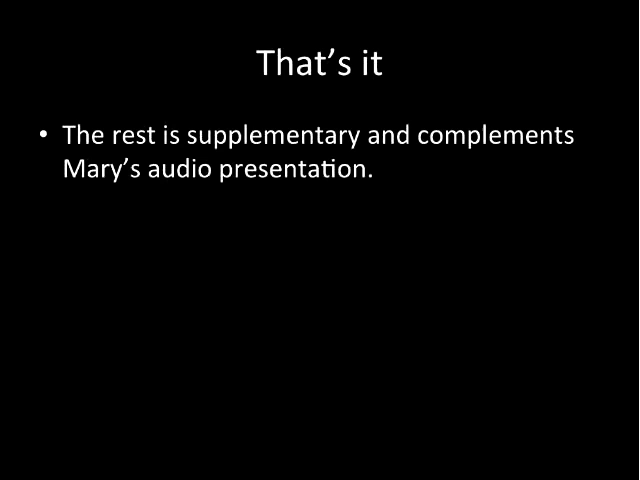 That’s it
• The rest is supplementary and complements
Mary’s audio presentation.